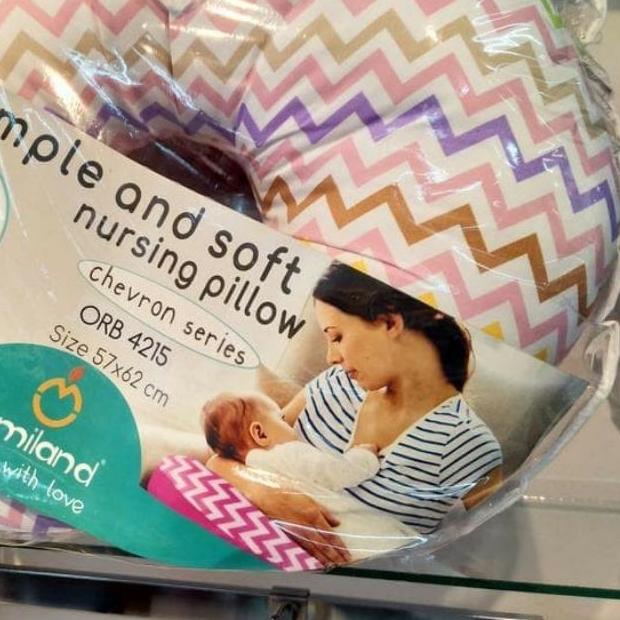 mple and soft
nursing pillow
chevron series
ORB 4215
Size 57x62 cm
miland
with love